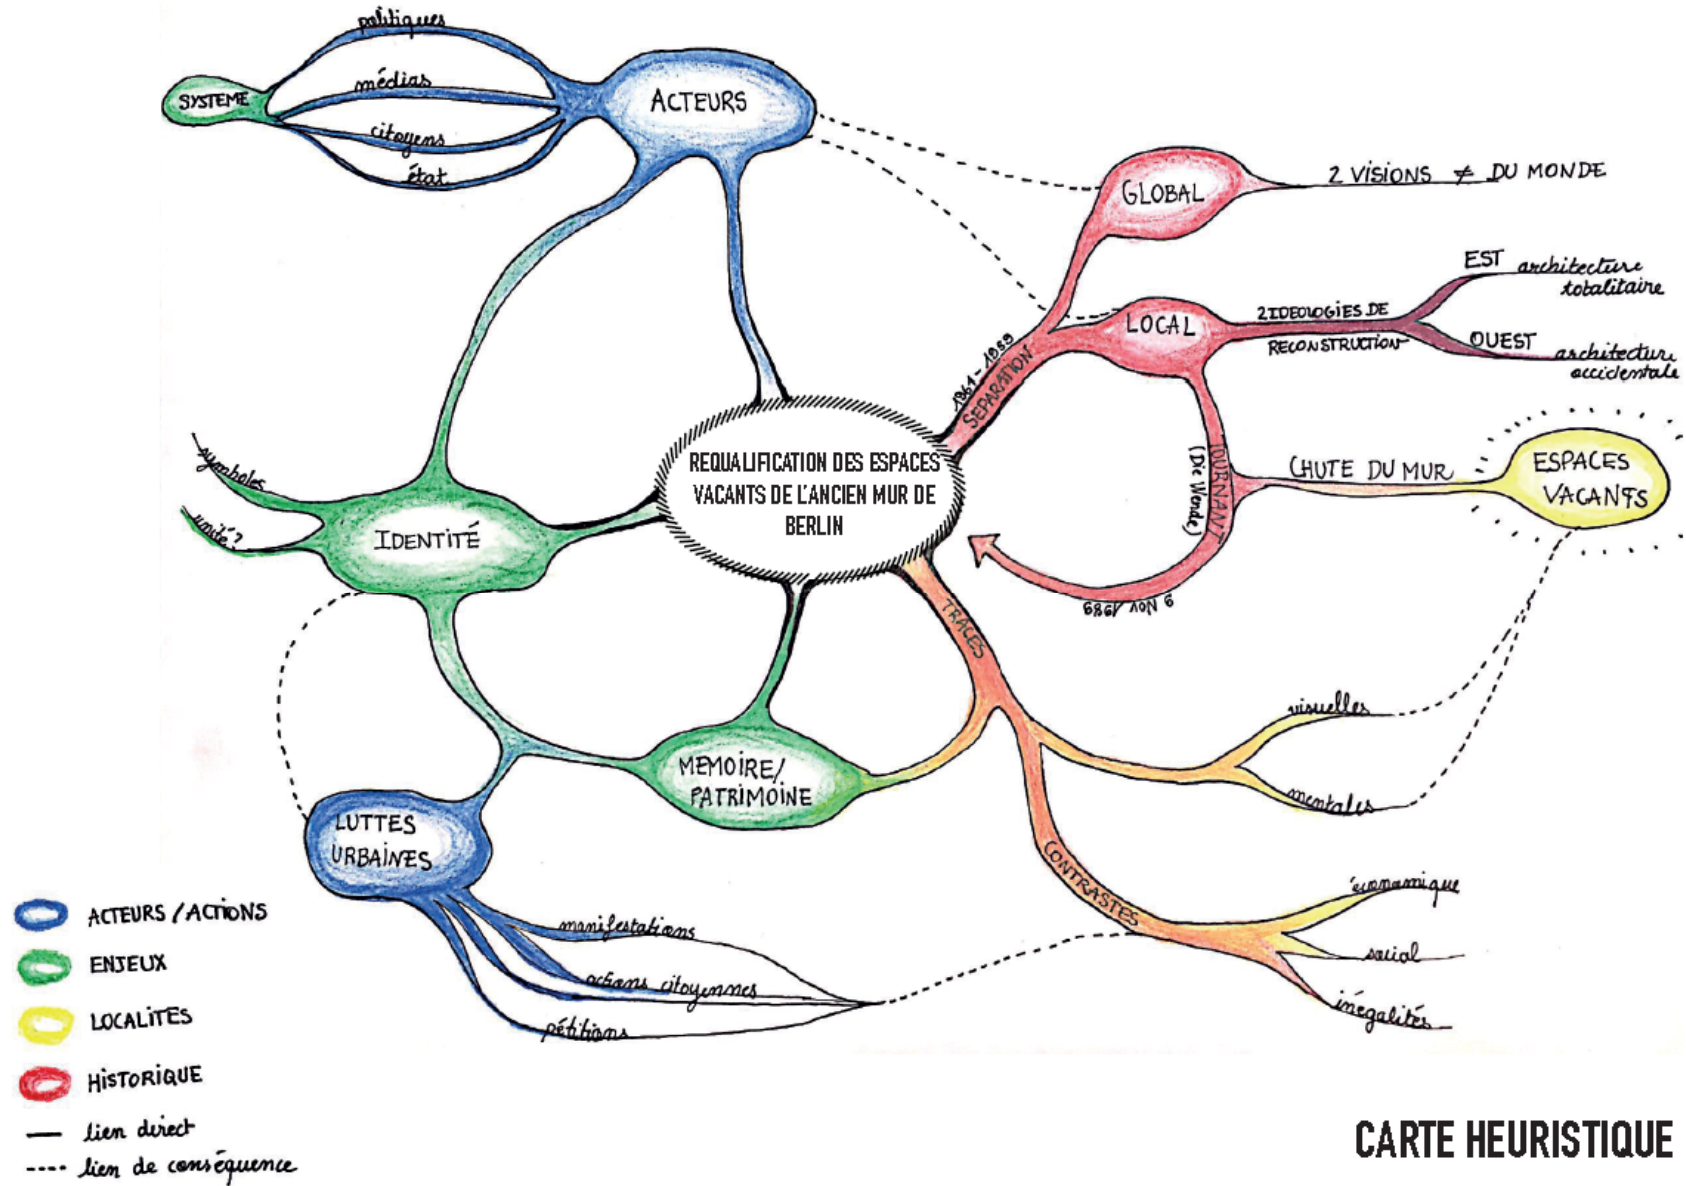 politiques
médias
citoyens
état
SYSTEME
ACTEURS
GLOBAL
2 VISIONS ≠ DU MONDE
1961-1989
SEPARATION
LOCAL
2 IDEOLOGIES DE
RECONSTRUCTION
EST architecture
totalitaire
OUEST
architecture
occidentale
TOURNANT
(Die Wende)
9 NOV 1989
CHUTE DU MUR
ESPACES
VACANTS
REQUALIFICATION DES ESPACES
VACANTS DE L'ANCIEN MUR DE
BERLIN
symboles
unité?
IDENTITÉ
TRACES
visuelles
mentales
MEMOIRE/
PATRIMOINE
LUTTES
URBAINES
manifestations
actions citoyennes
pétitions
CONTRASTES
économique
social
inégalités
ACTEURS / ACTIONS
ENJEUX
LOCALITES
HISTORIQUE
lien direct
lien de conséquence
CARTE HEURISTIQUE